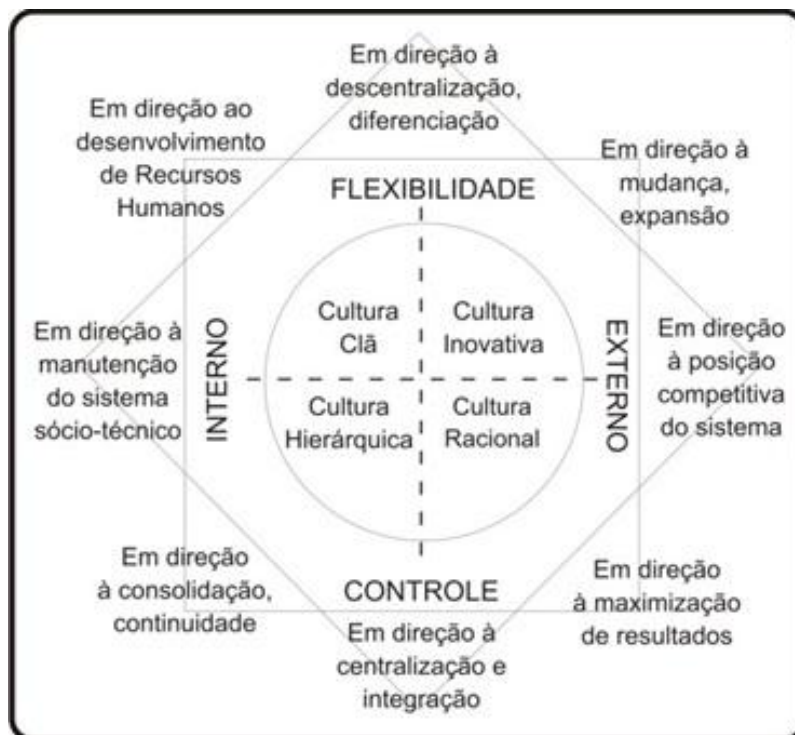 Em direção à
descentralização,
diferenciação
Em direção ao
desenvolvimento
de Recursos
Humanos
Em direção à
mudança,
expansão
FLEXIBILIDADE
Cultura
Clã
Cultura
Inovativa
Em direção à
manutenção
do sistema
sócio-técnico
INTERNO
EXTERNO
Em direção
à posição
competitiva
do sistema
Cultura
Hierárquica
Cultura
Racional
Em direção
à consolidação,
continuidade
CONTROLE
Em direção
à maximização
de resultados
Em direção à
centralização e
integração